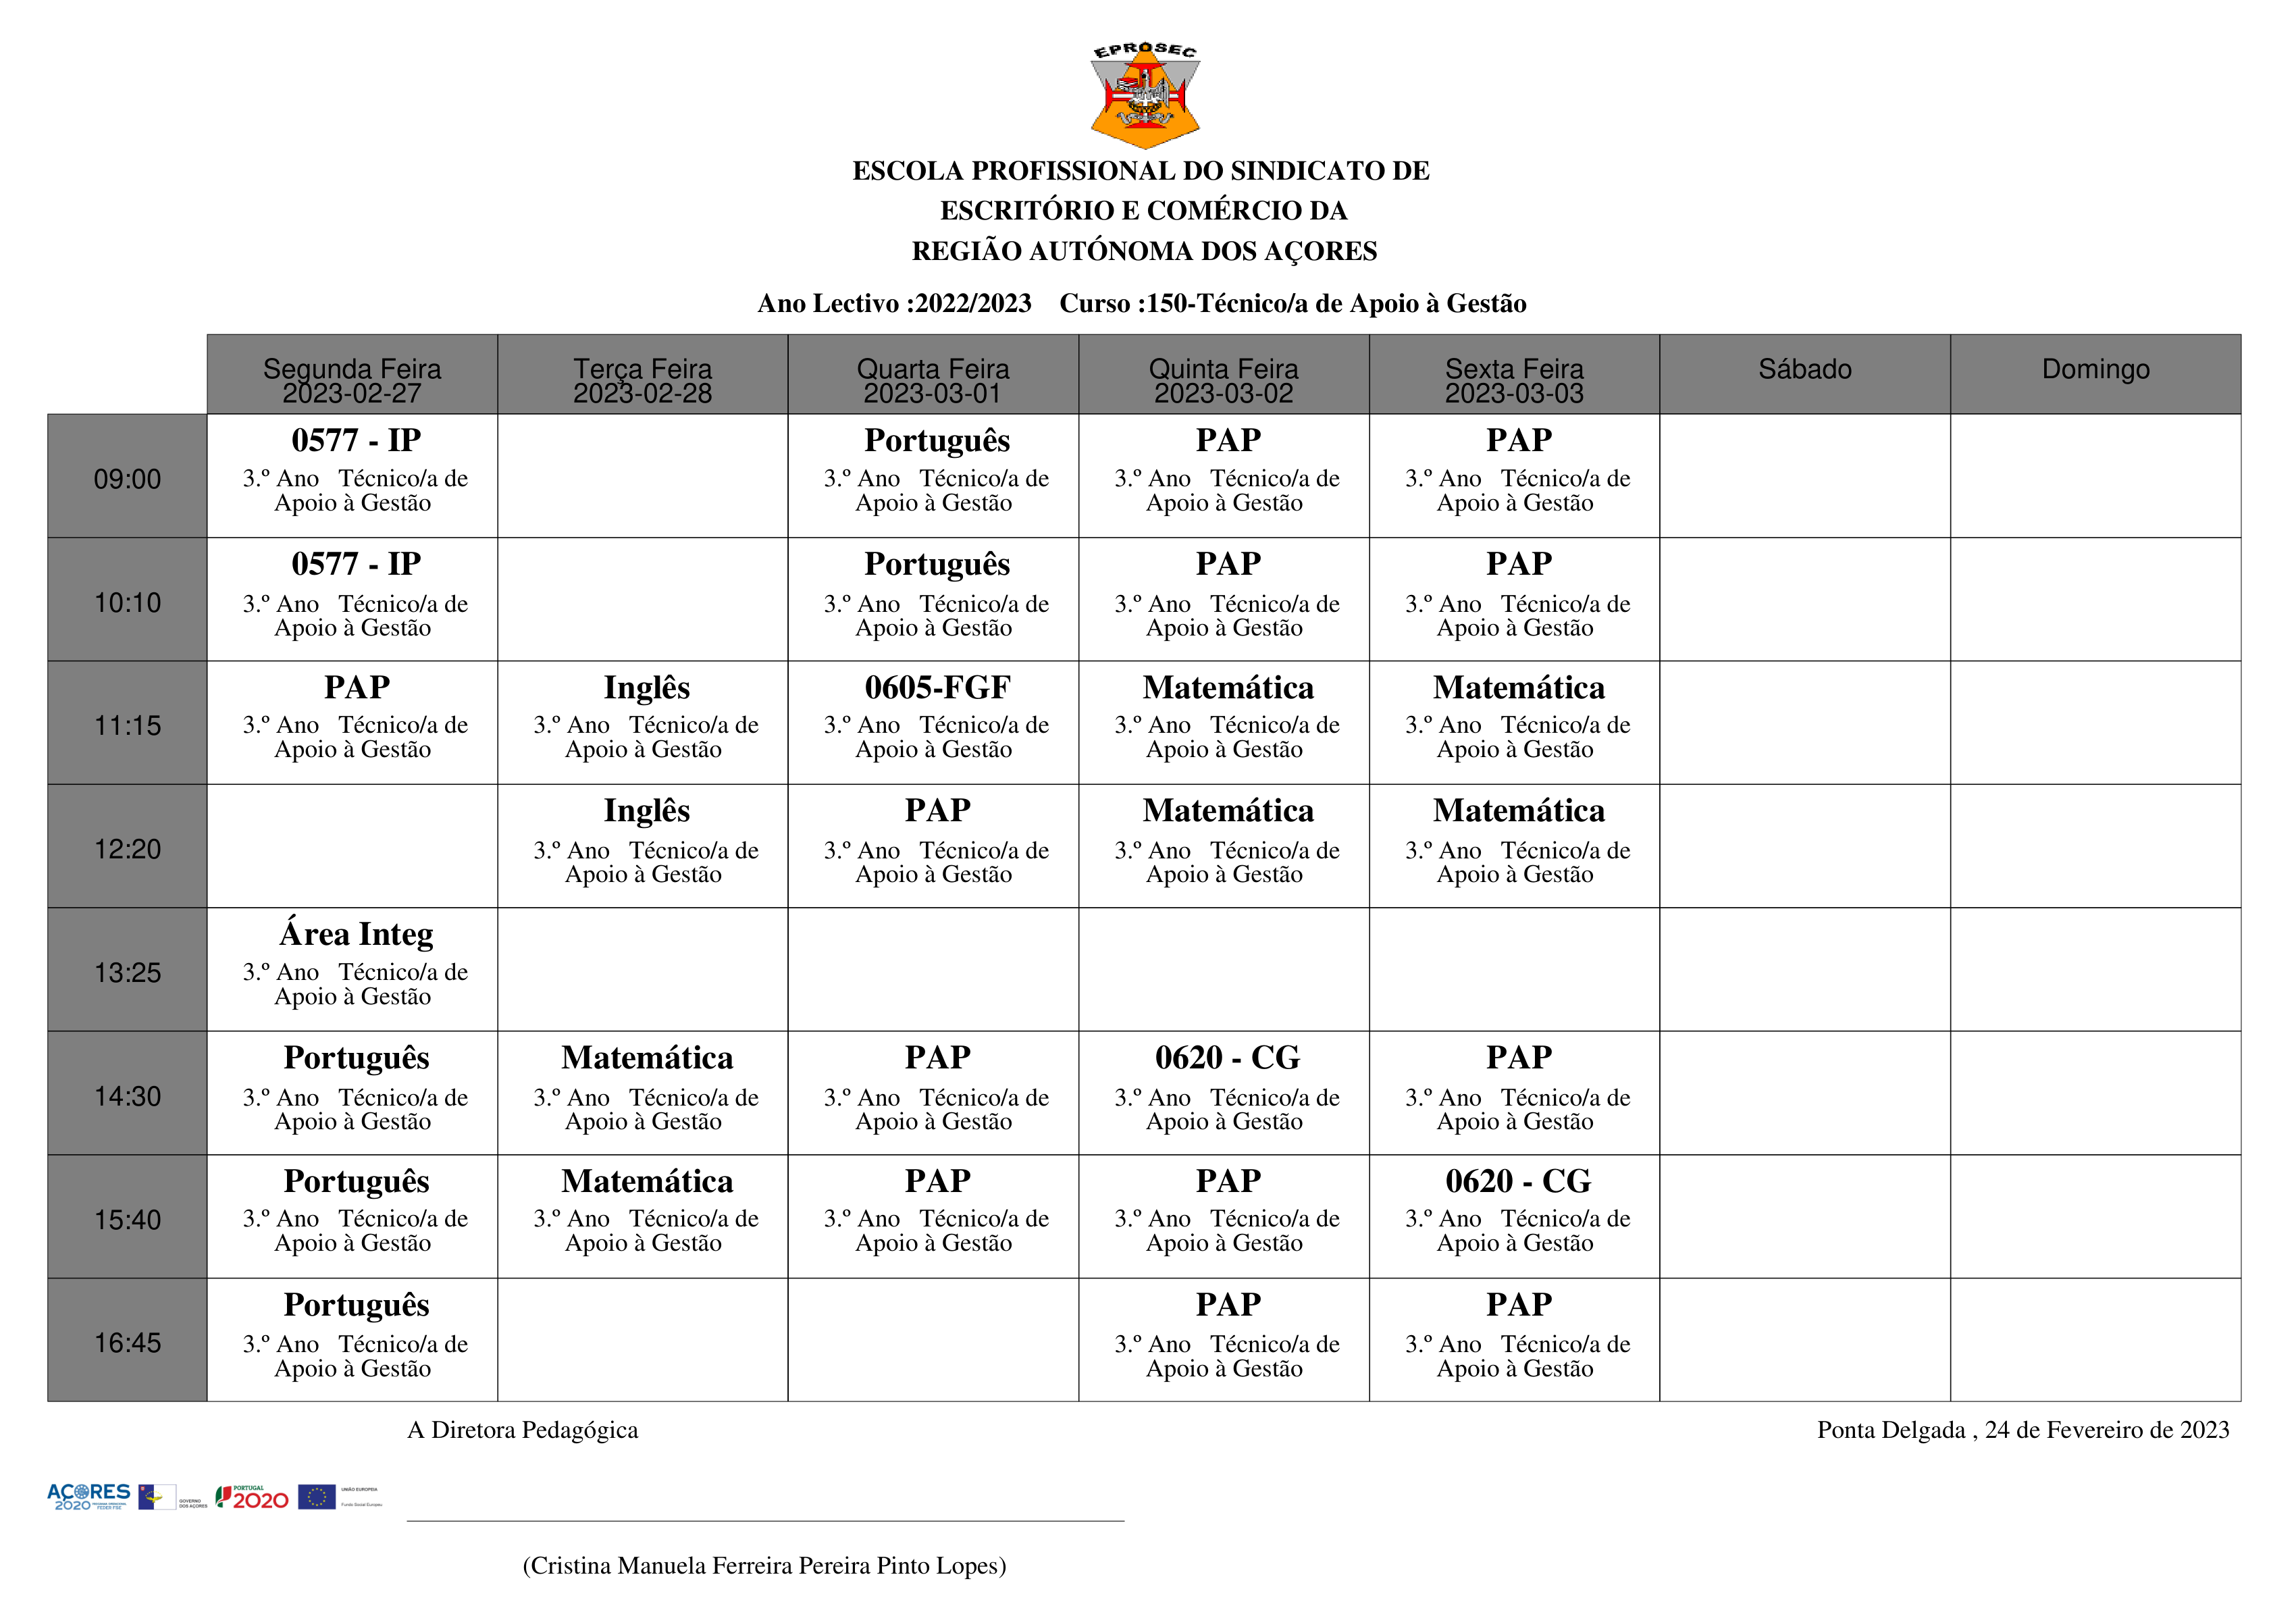 EPROSEC
ESCOLA PROFISSIONAL DO SINDICATO DE
ESCRITÓRIO E COMÉRCIO DA
REGIÃO AUTÓNOMA DOS AÇORES
Ano Lectivo :2022/2023 Curso :150-Técnico/a de Apoio à Gestão
Segunda Feira Terça Feira Quarta Feira Quinta Feira Sexta Feira Sábado Domingo
2023-02-27 2023-02-28 2023-03-01 2023-03-02 2023-03-03
0577 - IP Português PAP PAP
09:00 3.º Ano Técnico/a de 3.º Ano Técnico/a de 3.º Ano Técnico/a de 3.º Ano Técnico/a de
Apoio à Gestão Apoio à Gestão Apoio à Gestão Apoio à Gestão
0577 - IP Português PAP PAP
10:10 3.º Ano Técnico/a de 3.º Ano Técnico/a de 3.º Ano Técnico/a de 3.º Ano Técnico/a de
Apoio à Gestão Apoio à Gestão Apoio à Gestão Apoio à Gestão
PAP Inglês 0605-FGF Matemática Matemática
11:15 3.º Ano Técnico/a de 3.º Ano Técnico/a de 3.º Ano Técnico/a de 3.º Ano Técnico/a de 3.º Ano Técnico/a de
Apoio à Gestão Apoio à Gestão Apoio à Gestão Apoio à Gestão Apoio à Gestão
Inglês PAP Matemática Matemática
12:20 3.º Ano Técnico/a de 3.º Ano Técnico/a de 3.º Ano Técnico/a de 3.º Ano Técnico/a de
Apoio à Gestão Apoio à Gestão Apoio à Gestão Apoio à Gestão
Área Integ
13:25 3.º Ano Técnico/a de
Apoio à Gestão
Português Matemática PAP 0620 - CG PAP
14:30 3.º Ano Técnico/a de 3.º Ano Técnico/a de 3.º Ano Técnico/a de 3.º Ano Técnico/a de 3.º Ano Técnico/a de
Apoio à Gestão Apoio à Gestão Apoio à Gestão Apoio à Gestão Apoio à Gestão
Português Matemática PAP PAP 0620 - CG
15:40 3.º Ano Técnico/a de 3.º Ano Técnico/a de 3.º Ano Técnico/a de 3.º Ano Técnico/a de 3.º Ano Técnico/a de
Apoio à Gestão Apoio à Gestão Apoio à Gestão Apoio à Gestão Apoio à Gestão
Português PAP PAP
16:45 3.º Ano Técnico/a de 3.º Ano Técnico/a de 3.º Ano Técnico/a de
Apoio à Gestão Apoio à Gestão Apoio à Gestão
A Diretora Pedagógica Ponta Delgada , 24 de Fevereiro de 2023
AÇORES
2020 PROGRAMA OPERACIONAL
FEDER FSE
GOVERNO
DOS AÇORES
PORTUGAL
2020
UNIÃO EUROPEIA
Fundo Social Europeu
(Cristina Manuela Ferreira Pereira Pinto Lopes)